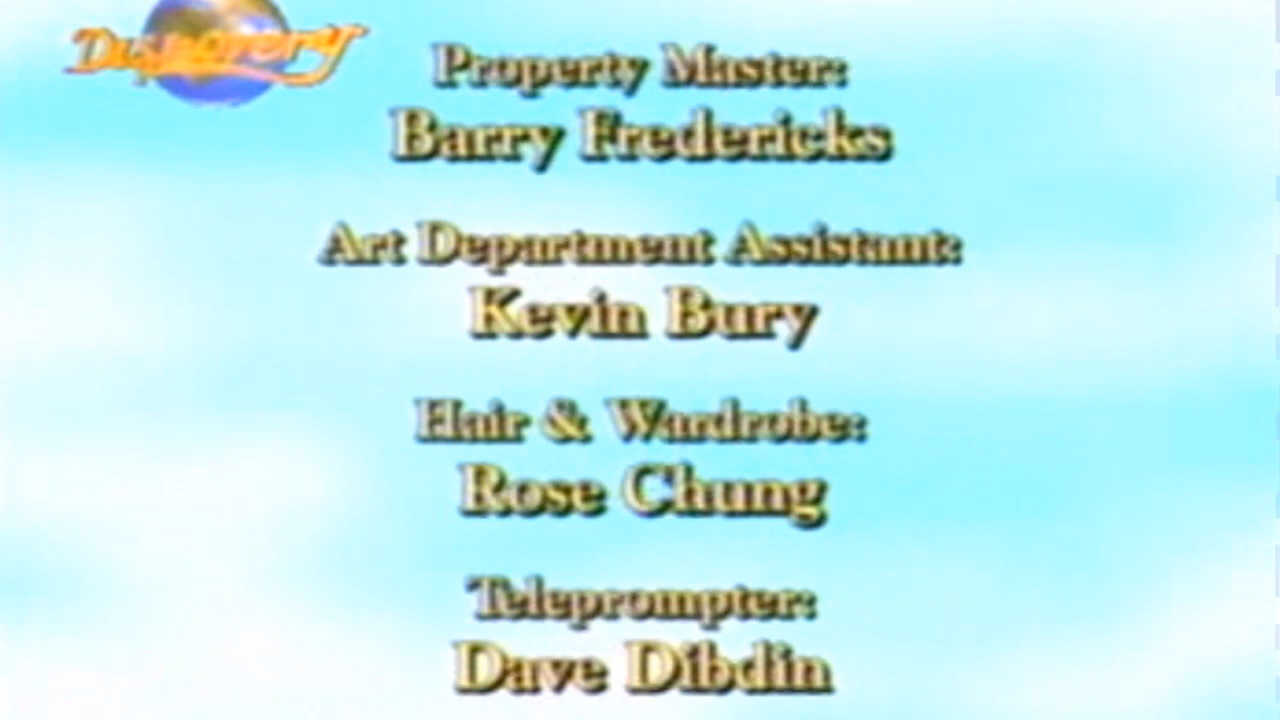 Discovery
Property Master:
Barry Fredericks
Art Department Assistant:
Kevin Bury
Hair & Wardrobe:
Rose Chung
Teleprompter:
Dave Dibdin